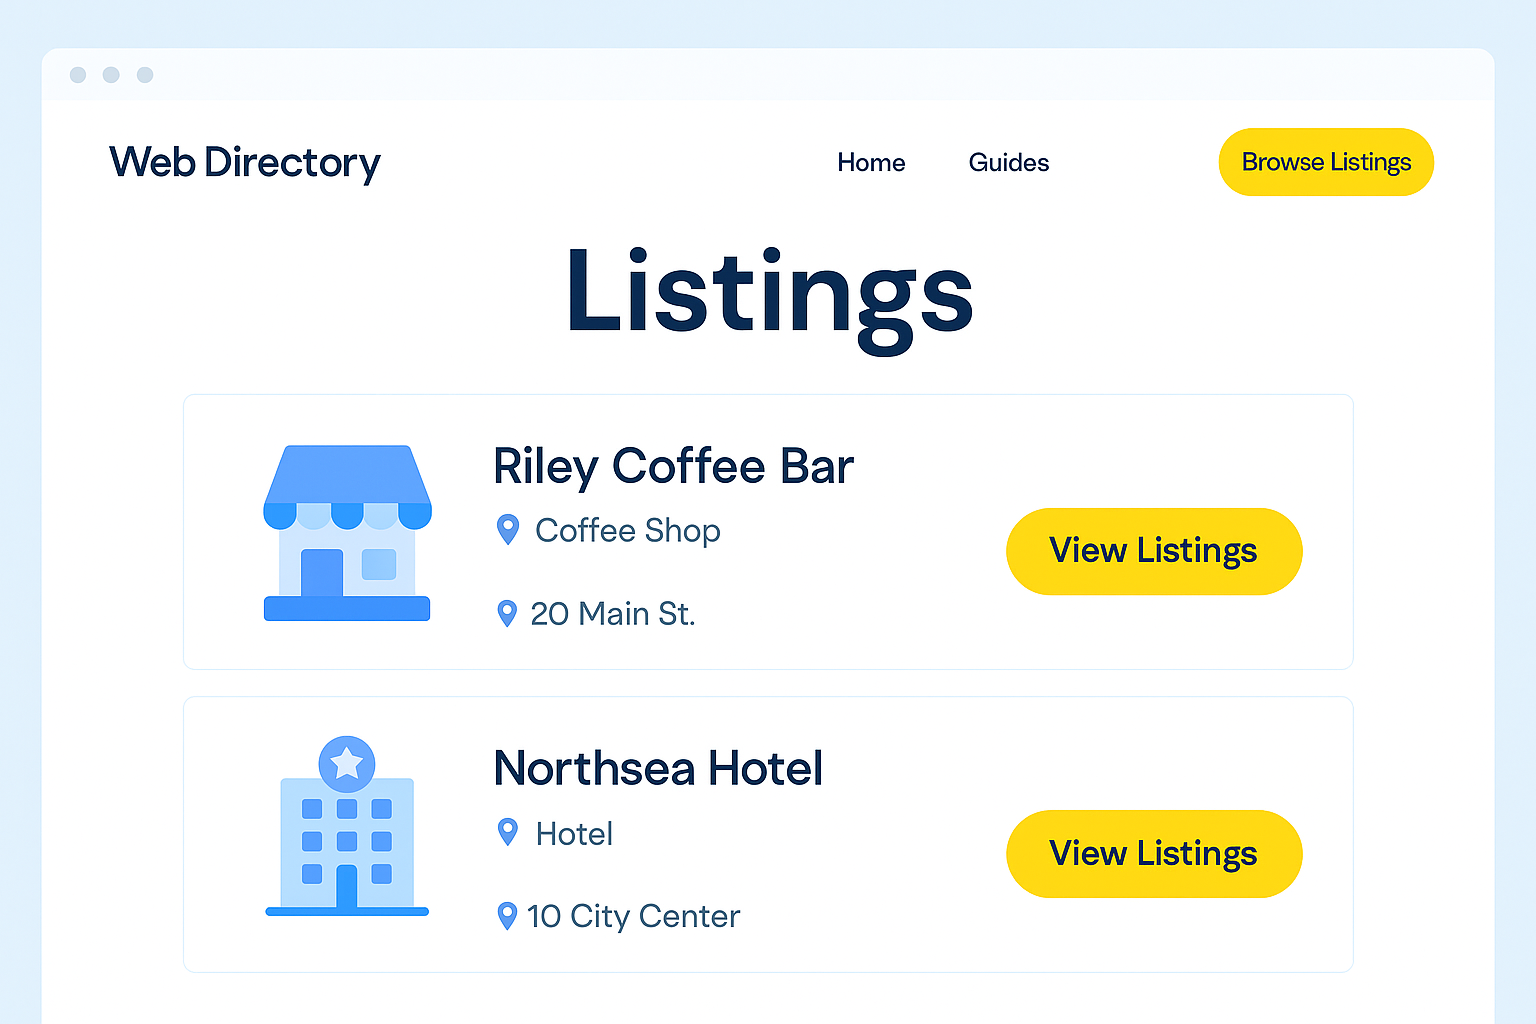 Web Directory
Home
Guides
Browse Listings
Listings
Riley Coffee Bar
Coffee Shop
20 Main St.
View Listings
Northsea Hotel
Hotel
10 City Center
View Listings